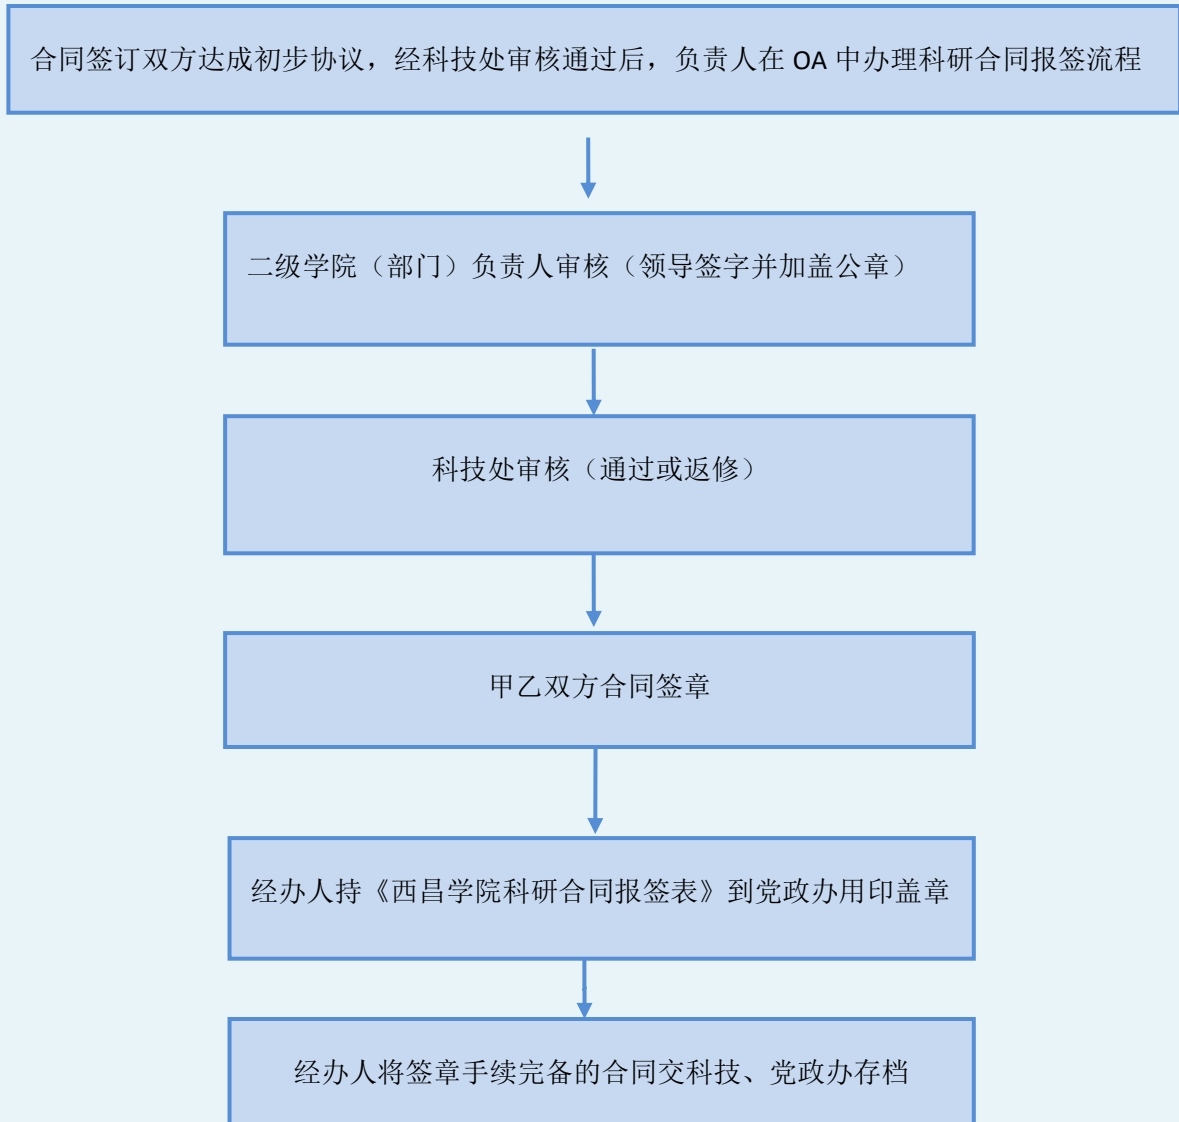 合同签订双方达成初步协议，经科技处审核通过后，负责人在 OA 中办理科研合同报签流程
二级学院（部门）负责人审核（领导签字并加盖公章）
科技处审核（通过或返修）
甲乙双方合同签章
经办人持《西昌学院科研合同报签表》到党政办用印盖章
经办人将签章手续完备的合同交科技、党政办存档